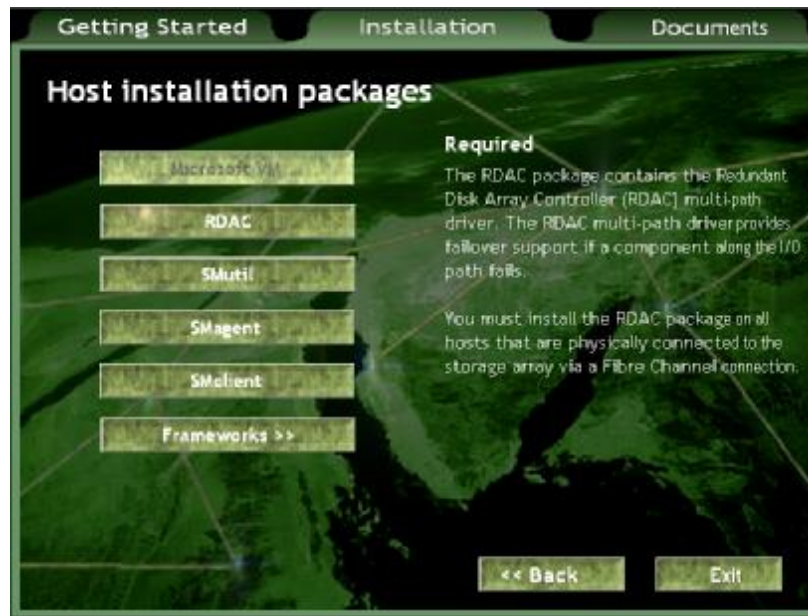 Getting Started
Installation
Documents
Host installation packages
Microsoft VM
RDAC
SMutil
SMagent
SMclient
Frameworks >>
Required
The RDAC package contains the Redundant
Disk Array Controller (RDAC) multi-path
driver. The RDAC multi-path driver provides
failover support if a component along the I/O
path fails.
You must install the RDAC package on all
hosts that are physically connected to the
storage array via a Fibre Channel connection.
<< Back
Exit